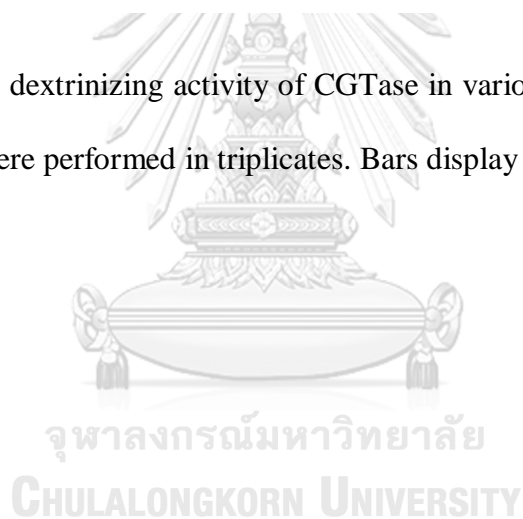 dextrinizing activity of CGTase in vario
were performed in triplicates. Bars display
จุฬาลงกรณ์มหาวิทยาลัย
CHULALONGKORN UNIVERSITY